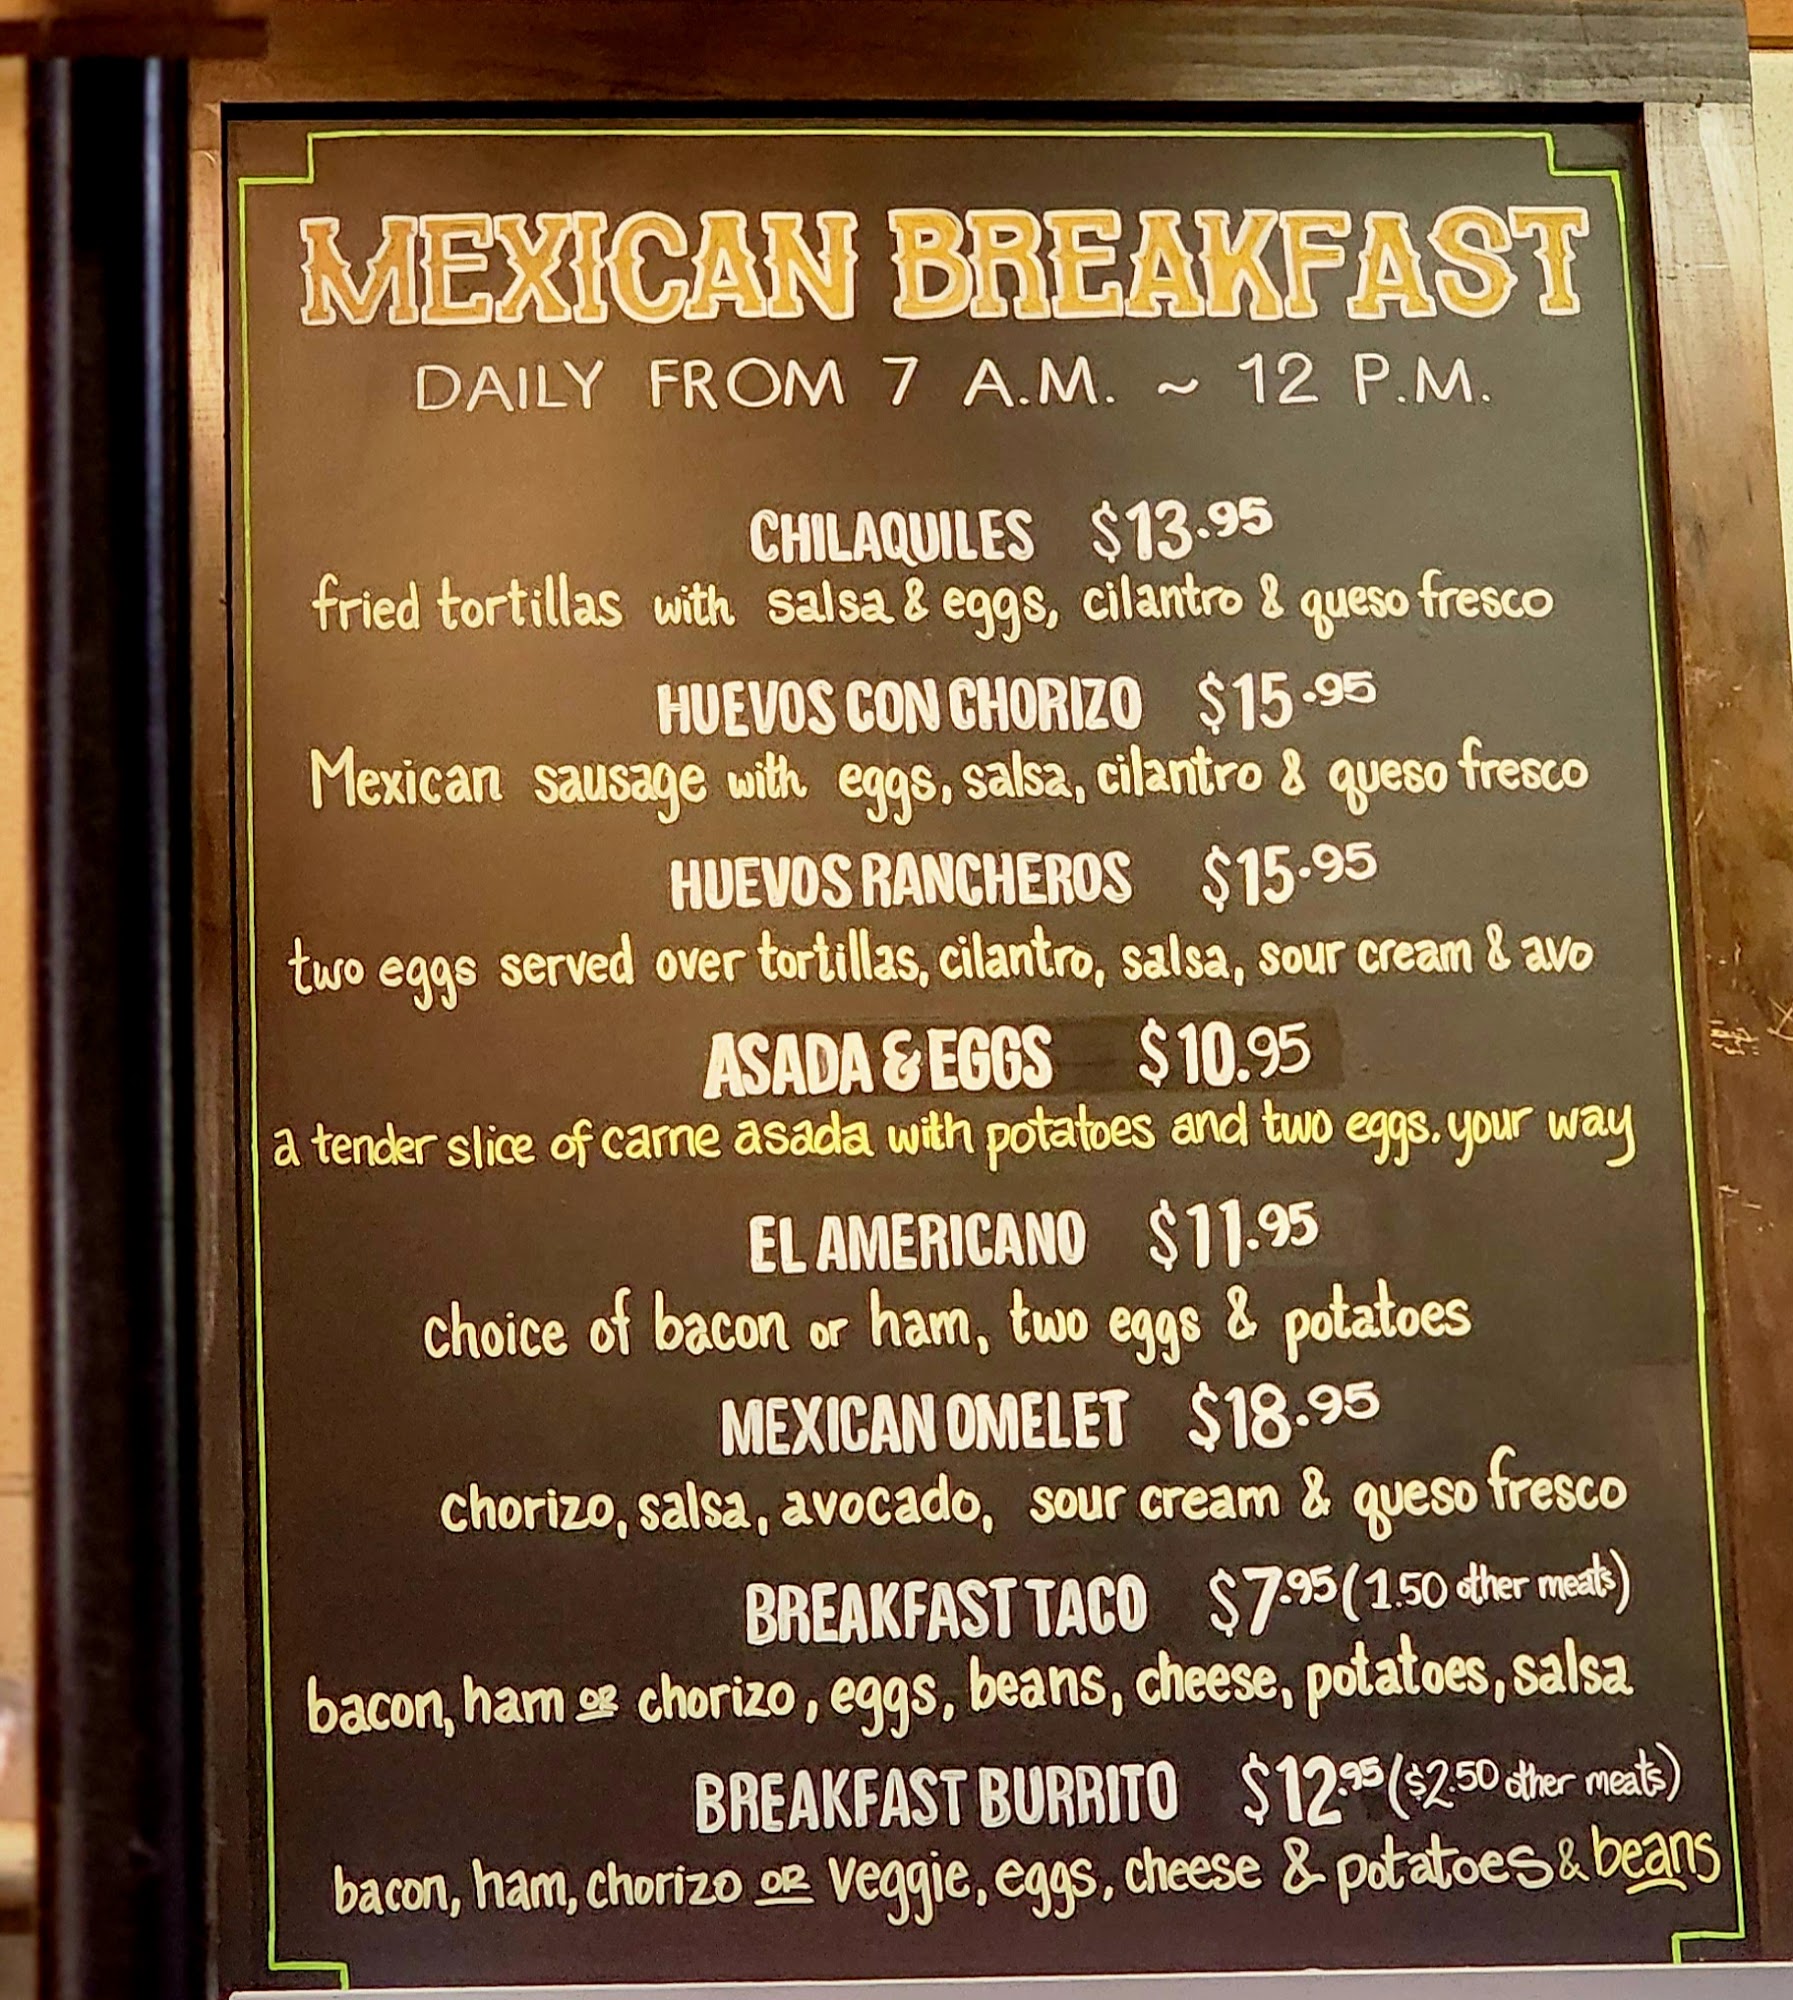 MEXICAN BREAKFAST
DAILY FROM 7 A.M. ~ 12 P.M.
CHILAQUILES $13.95
fried tortillas with salsa & eggs, cilantro & queso fresco
HUEVOS CON CHORIZO $15.95
Mexican sausage with eggs, salsa, cilantro & queso fresco
HUEVOS RANCHEROS $15.95
two eggs served over tortillas, cilantro, salsa, sour cream & avo
ASADA & EGGS $10.95
a tender slice of carne asada with potatoes and two eggs. your way
EL AMERICANO $11.95
choice of bacon or ham, two eggs & potatoes
MEXICAN OMELET $18.95
chorizo, salsa, avocado, sour cream & queso fresco
BREAKFAST TACO $7.95 (1.50 other meats)
bacon, ham OR chorizo, eggs, beans, cheese, potatoes, salsa
BREAKFAST BURRITO $12.95 ($2.50 other meats)
bacon, ham, chorizo OR veggie, eggs, cheese & potatoes & beans